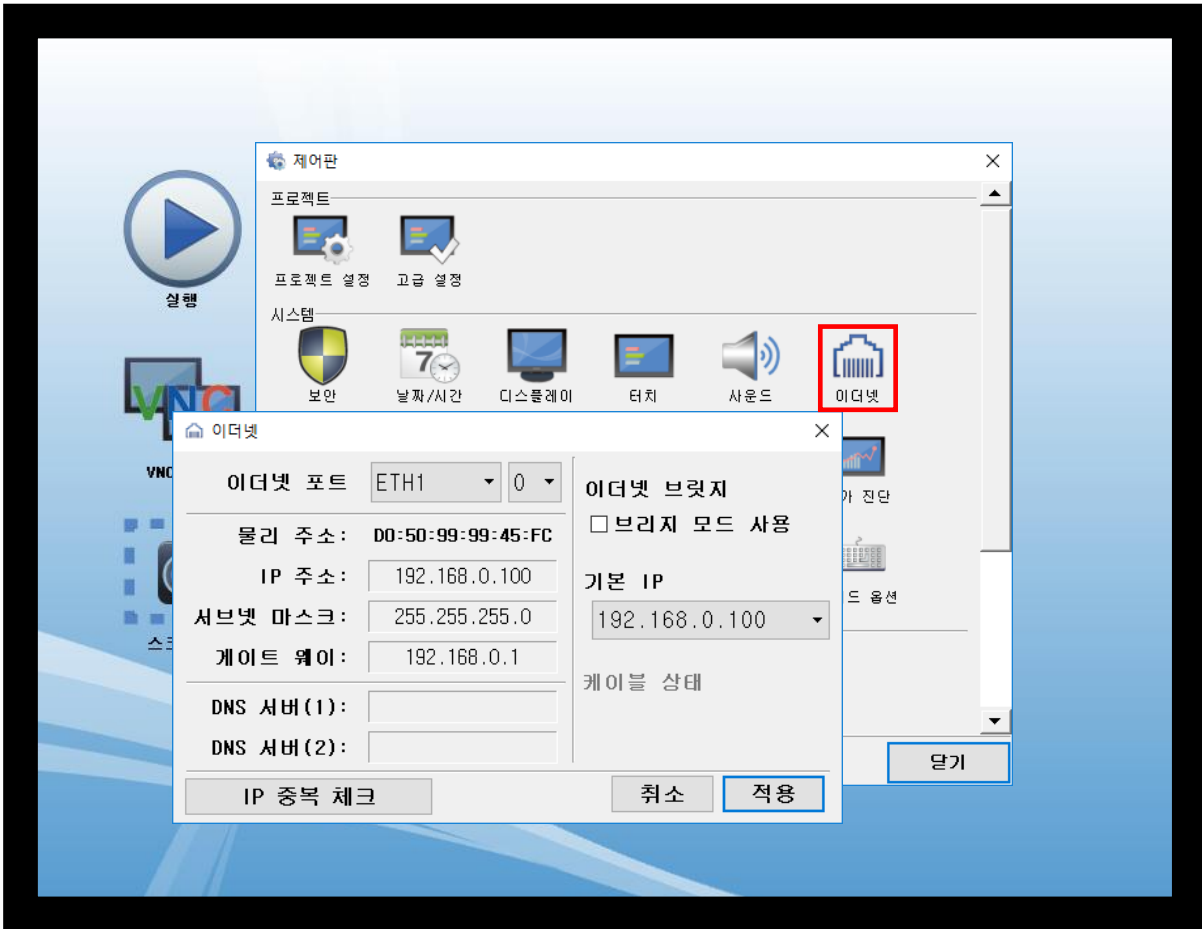 제어판
프로젝트
프로젝트 설정 고급 설정
실행
시스템
7
보안 날짜/시간 디스플레이 터치 사운드 이더넷
VNC
이더넷
이더넷 포트 ETH1 0
물리 주소: D0:50:99:99:45:FC
IP 주소: 192.168.0.100
서브넷 마스크: 255.255.255.0
게이트 웨이: 192.168.0.1
DNS 서버(1):
DNS 서버(2):
IP 중복 체크
이더넷 브릿지
브리지 모드 사용
기본 IP
192.168.0.100
케이블 상태
취소 적용
VNC
진단
옵션
닫기